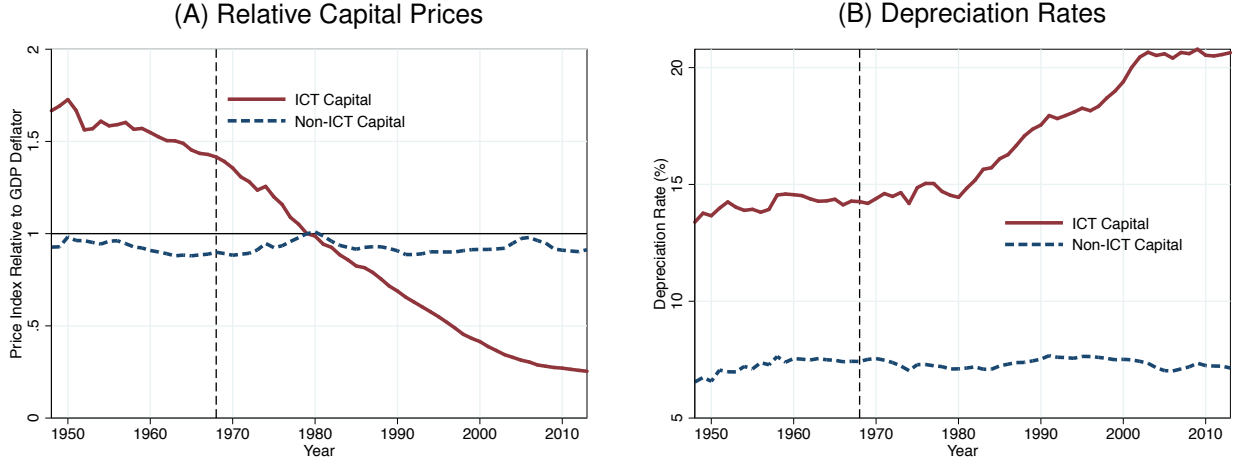 (A) Relative Capital Prices
Price Index Relative to GDP Deflator
2
1.5
1
.5
0
ICT Capital
Non-ICT Capital
1950 1960 1970 1980 1990 2000 2010
Year
(B) Depreciation Rates
Depreciation Rate (%)
20
15
10
5
ICT Capital
Non-ICT Capital
1950 1960 1970 1980 1990 2000 2010
Year